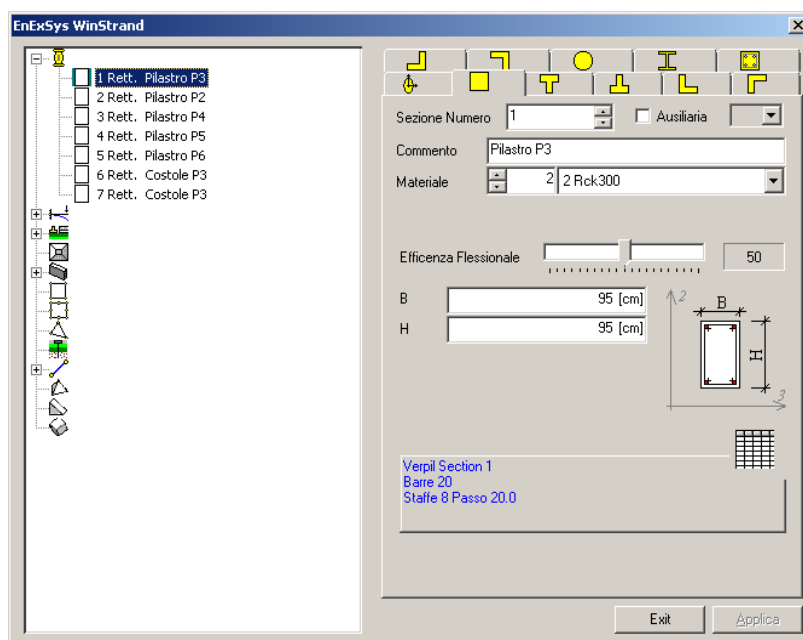 EnExSys WinStrand
1 Rett. Pilastro P3
2 Rett. Pilastro P2
3 Rett. Pilastro P4
4 Rett. Pilastro P5
5 Rett. Pilastro P6
6 Rett. Costole P3
7 Rett. Costole P3
Sezione Numero 1 Ausiliaria
Commento Pilastro P3
Materiale 2 2 Rck300
Efficenza Flessionale 50
B 95 [cm]
H 95 [cm]
2 B
H
3
Verpil Section 1
Barre 20
Staffe 8 Passo 20.0
Exit Applica